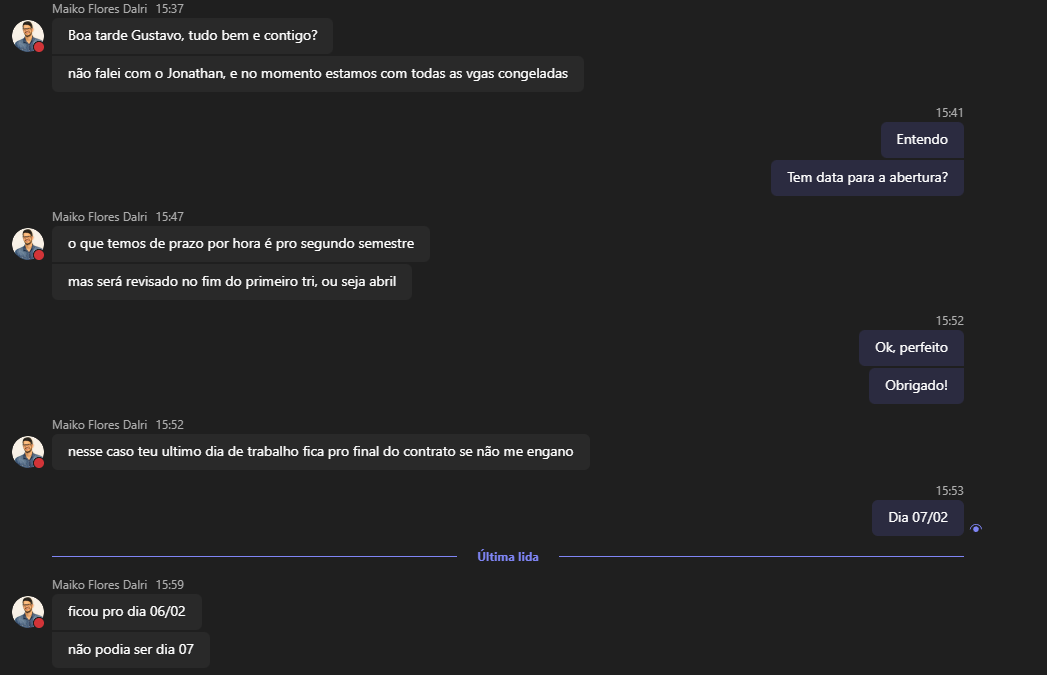 Maiko Flores Dalri 15:37
Boa tarde Gustavo, tudo bem e contigo?
não falei com o Jonathan, e no momento estamos com todas as vgas congeladas
15:41
Entendo
Tem data para a abertura?
Maiko Flores Dalri 15:47
o que temos de prazo por hora é pro segundo semestre
mas será revisado no fim do primeiro tri, ou seja abril
15:52
Ok, perfeito
Obrigado!
Maiko Flores Dalri 15:52
nesse caso teu ultimo dia de trabalho fica pro final do contrato se não me engano
15:53
Dia 07/02
Última lida
Maiko Flores Dalri 15:59
ficou pro dia 06/02
não podia ser dia 07